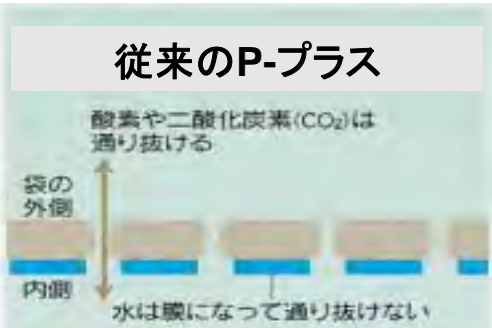 従来のP-プラス
酸素や二酸化炭素(CO₂)は
通り抜ける
袋の
外側
内側
水は膜になって通り抜けない